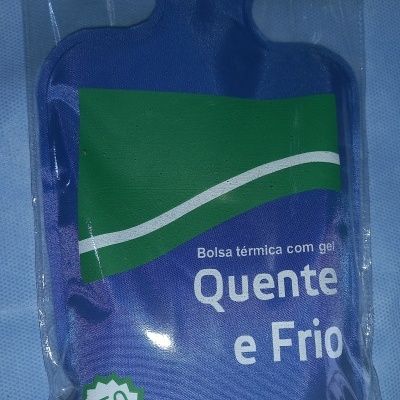 Bolsa térmica com gel
Quente
e Frio